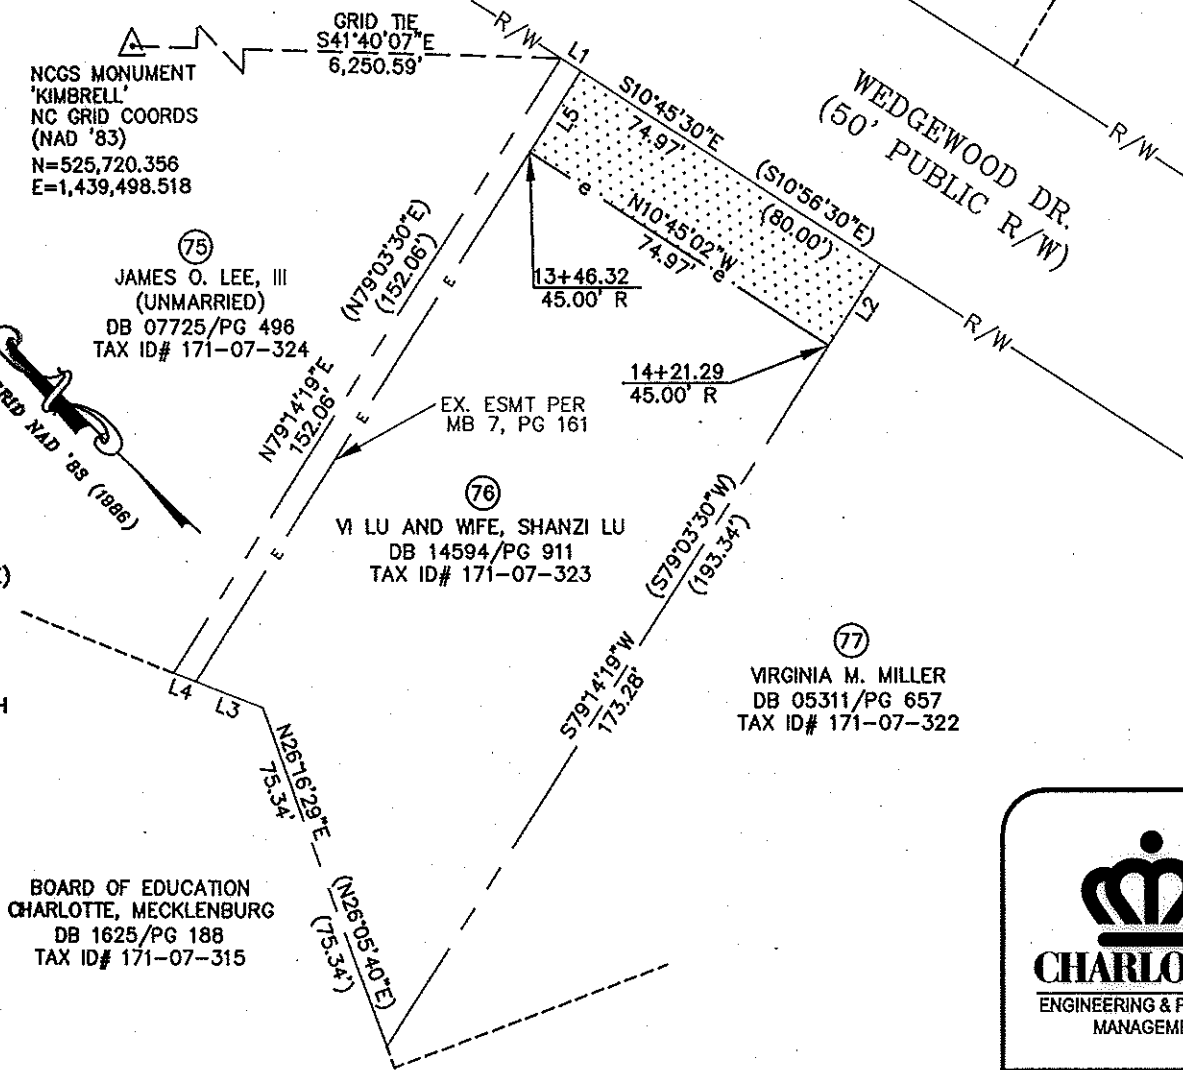 GRID TIE
S41°40'07"E
6,250.59'
NCGS MONUMENT
'KIMBRELL'
NC GRID COORDS
(NAD '83)
N=525,720.356
E=1,439,498.518
R/W
L1
S10°45'30"E
74.97'
(S10°56'30"E)
(80.00')
WEDGEWOOD DR.
(50' PUBLIC R/W)
R/W
R/W
L5
e
N10°45'02"W
74.97'
e
L2
13+46.32
45.00' R
14+21.29
45.00' R
75
JAMES O. LEE, III
(UNMARRIED)
DB 07725/PG 496
TAX ID# 171-07-324
(N79°03'30"E)
(152.06')
N79°14'19"E
152.06'
E
E
E
EX. ESMT PER
MB 7, PG 161
NAD '83 (1986)
76
VI LU AND WIFE, SHANZI LU
DB 14594/PG 911
TAX ID# 171-07-323
(S79°03'30"W)
(193.34')
S79°14'19"W
173.28'
77
VIRGINIA M. MILLER
DB 05311/PG 657
TAX ID# 171-07-322
L4
L3
H
N26°16'29"E
75.34'
(N26°05'40"E)
(75.34')
BOARD OF EDUCATION
CHARLOTTE, MECKLENBURG
DB 1625/PG 188
TAX ID# 171-07-315
CHARLO
ENGINEERING & P
MANAGEM